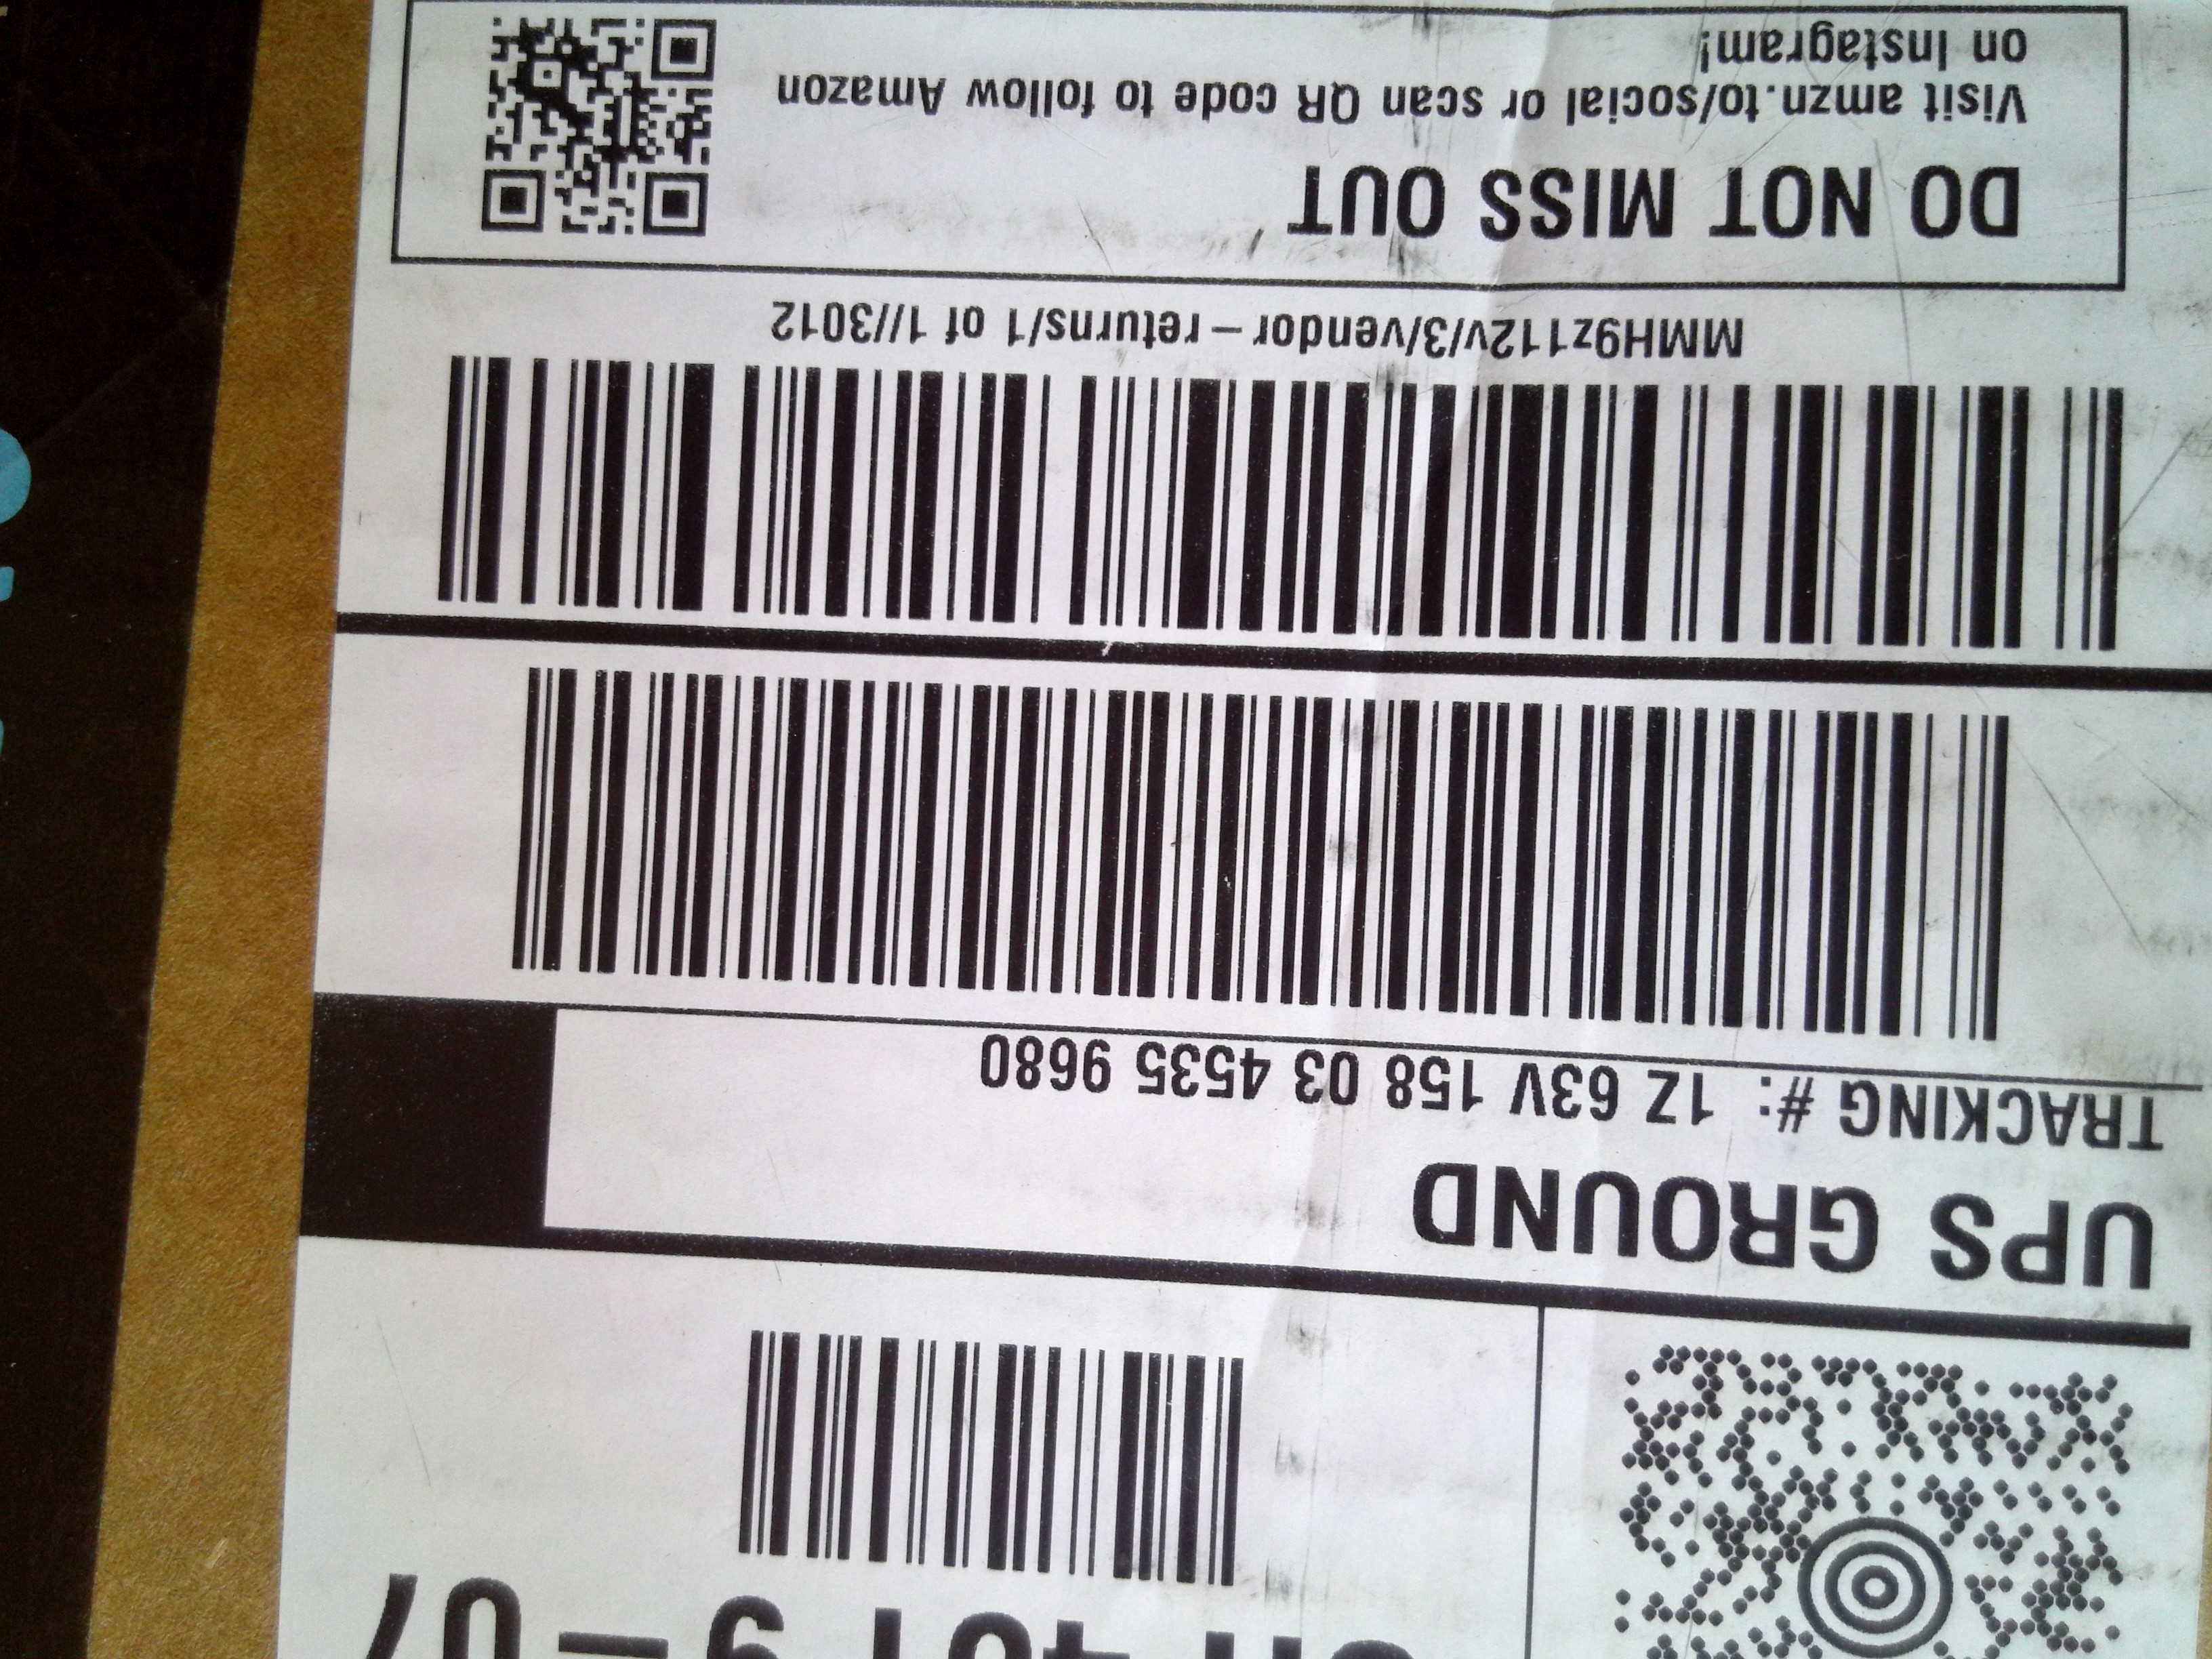 UPS GROUND
TRACKING #: 1Z 63V 158 03 4535 9680
MMH9z112v/3/vendor-returns/1 of 1//3012
DO NOT MISS OUT
Visit amzn.to/social or scan QR code to follow Amazon
on Instagram!